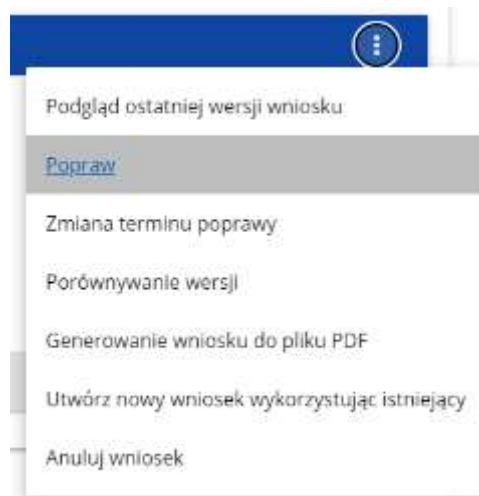 Podgląd ostatniej wersji wniosku
Popraw
Zmiana terminu poprawy
Porównywanie wersji
Generowanie wniosku do pliku PDF
Utwórz nowy wniosek wykorzystując istniejący
Anuluj wniosek